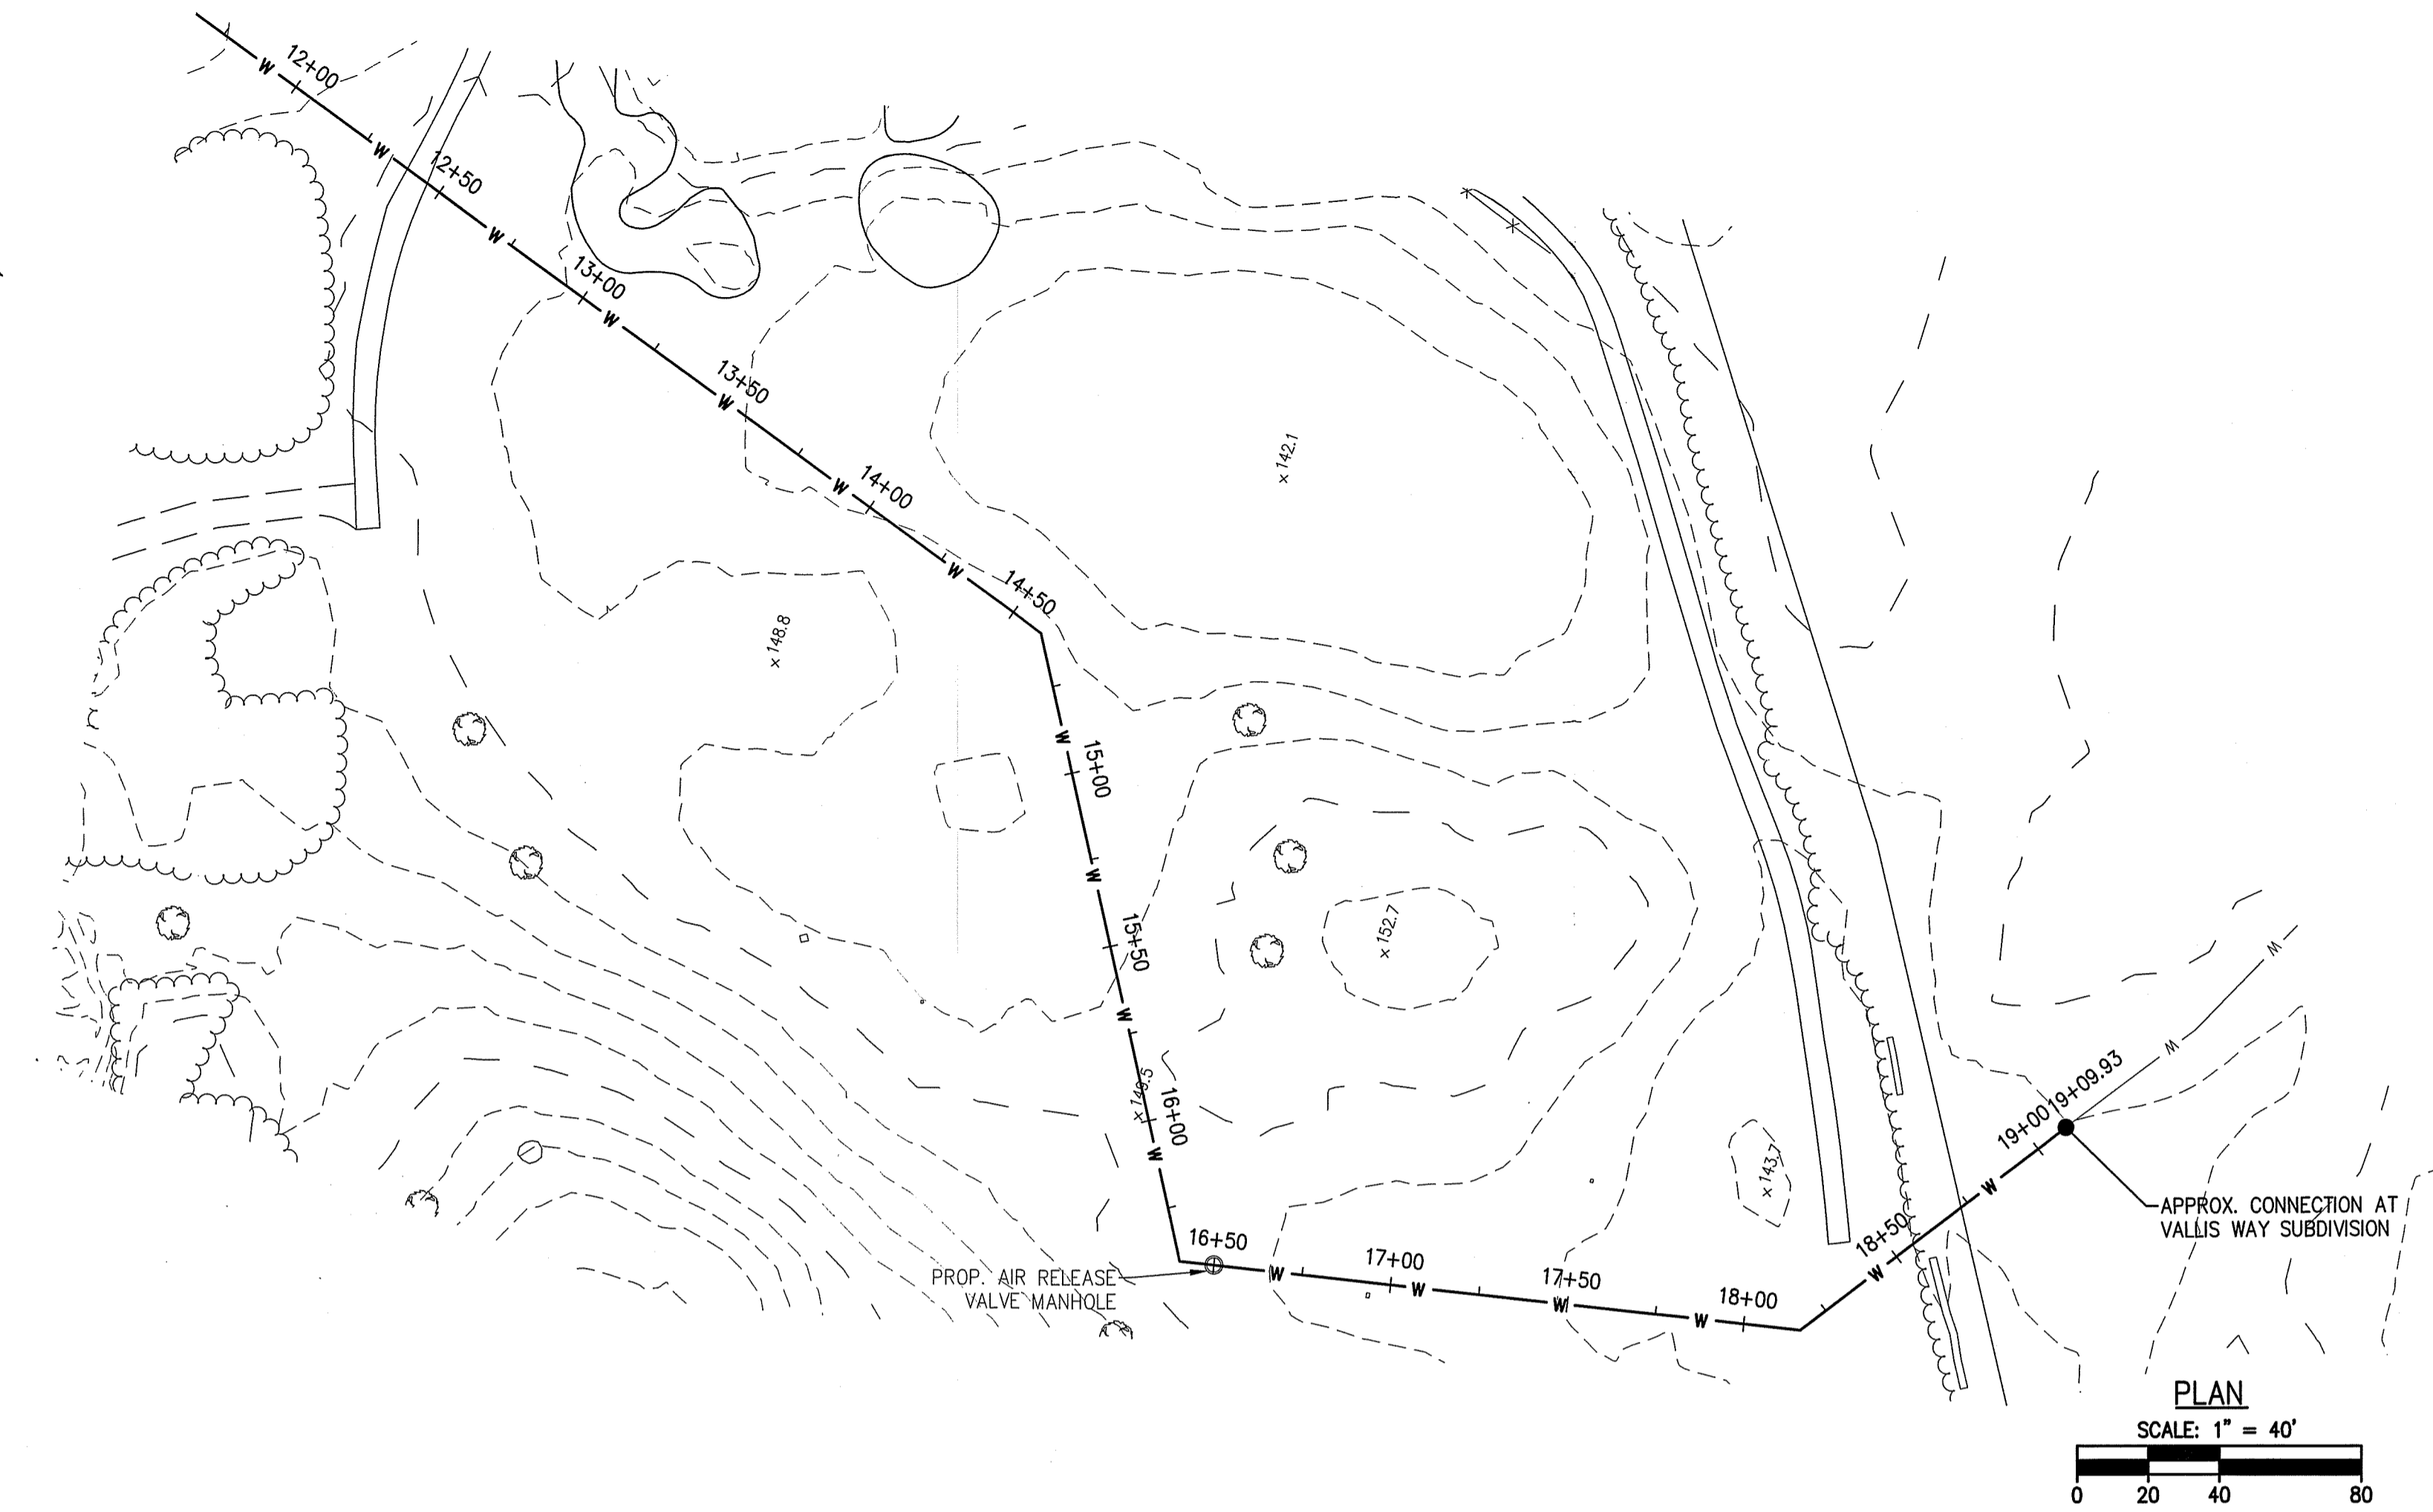 W
12+00
W
12+50
W
13+00
W
13+50
W
14+00
W
14+50
W
15+00
W
15+50
W
16+00
W
16+50
W
17+00
W
17+50
W
18+00
W
18+50
W
19+00
19+09.93
W
W
x 142.1
x 148.8
x 152.7
x 149.5
x 143.7
PROP. AIR RELEASE
VALVE MANHOLE
APPROX. CONNECTION AT
VALLIS WAY SUBDIVISION
PLAN
SCALE: 1" = 40'
0 20 40 80